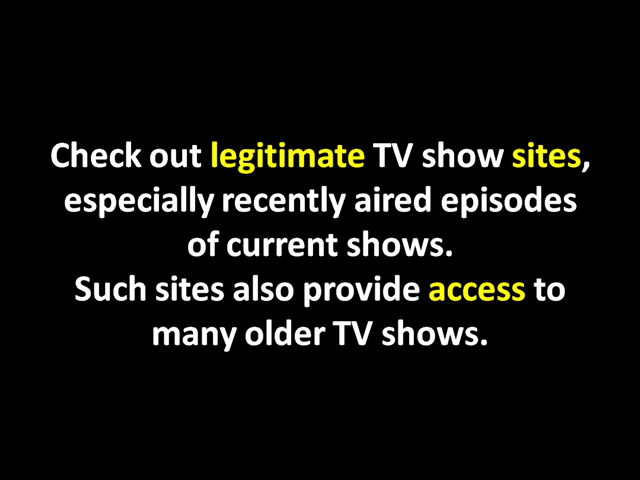 Check out legitimate TV show sites,
especially recently aired episodes
of current shows.
Such sites also provide access to
many older TV shows.